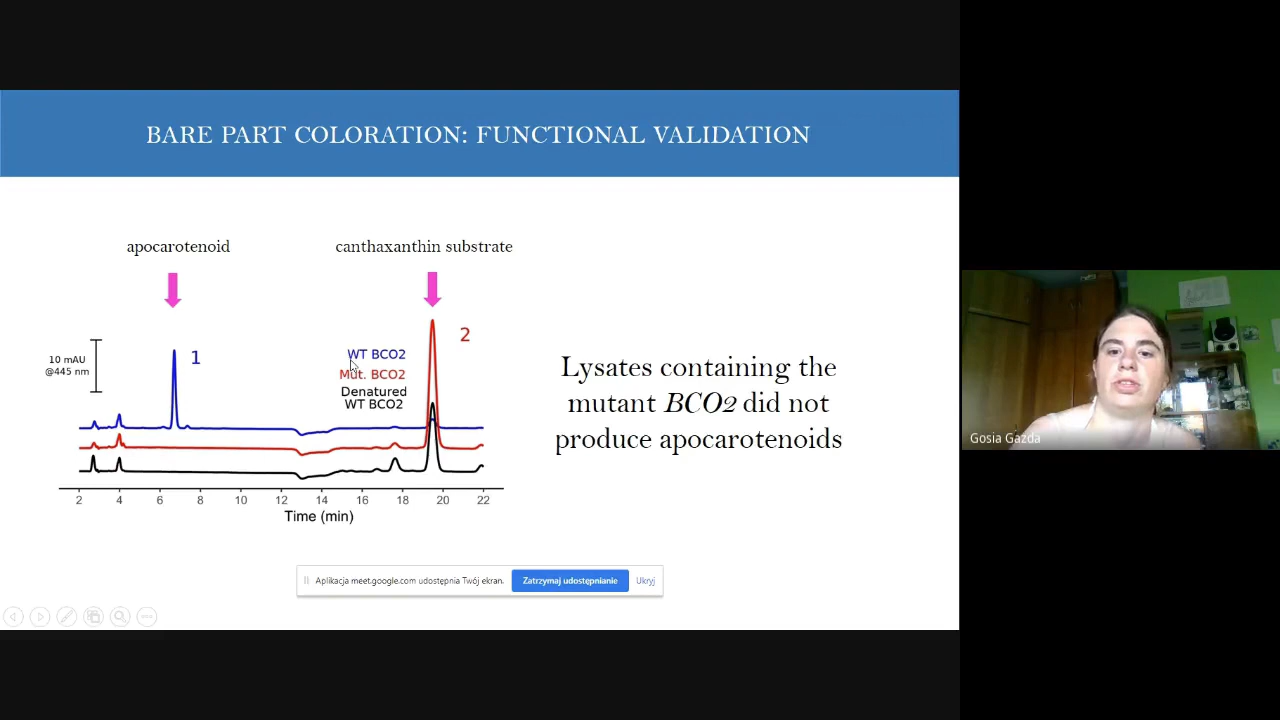 BARE PART COLORATION: FUNCTIONAL VALIDATION
apocarotenoid
canthaxanthin substrate
10 mAU
@445 nm
1
2
WT BCO2
Mut. BCO2
Denatured
WT BCO2
2 4 6 8 10 12 14 16 18 20 22
Time (min)
Lysates containing the
mutant BCO2 did not
produce apocarotenoids
Aplikacja meet.google.com udostępnia Twój ekran. Zatrzymaj udostępnianie Ukryj
Gosia Gazda